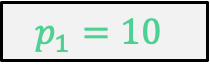 p₁ = 10